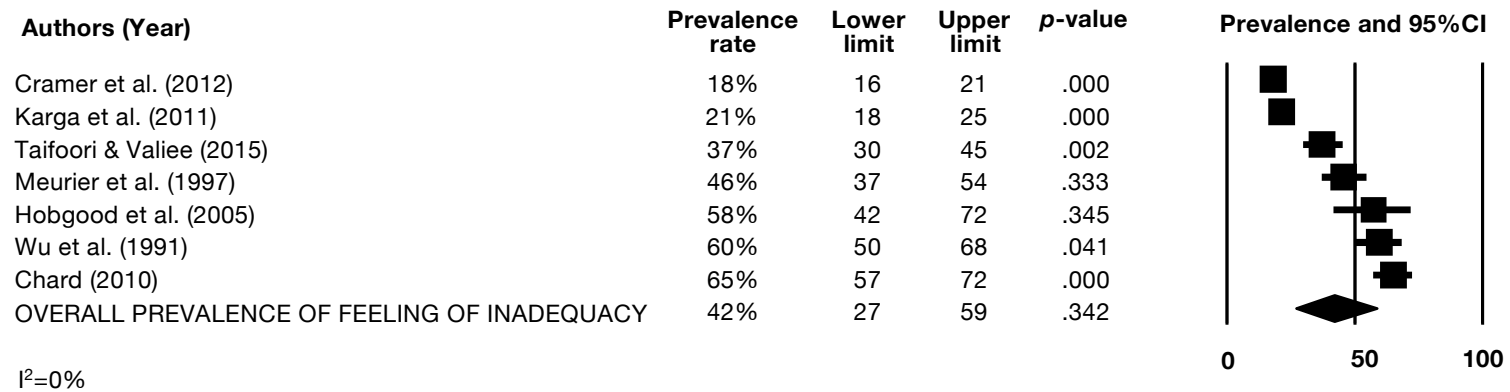 Authors (Year) Prevalence rate Lower limit Upper limit p-value Prevalence and 95%CI
Cramer et al. (2012) 18% 16 21 .000
Karga et al. (2011) 21% 18 25 .000
Taifoori & Valiee (2015) 37% 30 45 .002
Meurier et al. (1997) 46% 37 54 .333
Hobgood et al. (2005) 58% 42 72 .345
Wu et al. (1991) 60% 50 68 .041
Chard (2010) 65% 57 72 .000
OVERALL PREVALENCE OF FEELING OF INADEQUACY 42% 27 59 .342
0 50 100
I²=0%